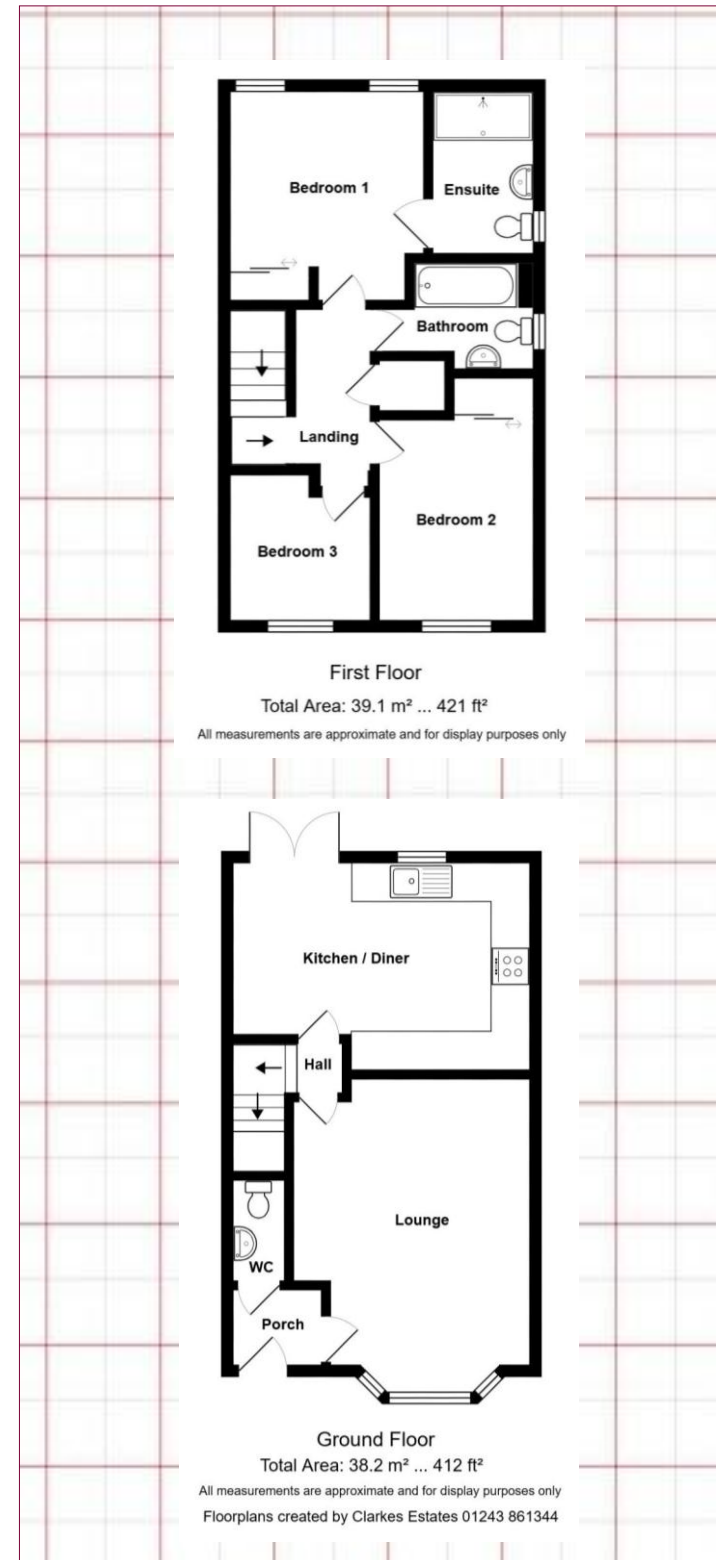 Bedroom 1
Ensuite
Bathroom
Landing
Bedroom 2
Bedroom 3
First Floor
Total Area: 39.1 m² ... 421 ft²
All measurements are approximate and for display purposes only
Kitchen / Diner
Hall
Lounge
WC
Porch
Ground Floor
Total Area: 38.2 m² ... 412 ft²
All measurements are approximate and for display purposes only
Floorplans created by Clarkes Estates 01243 861344